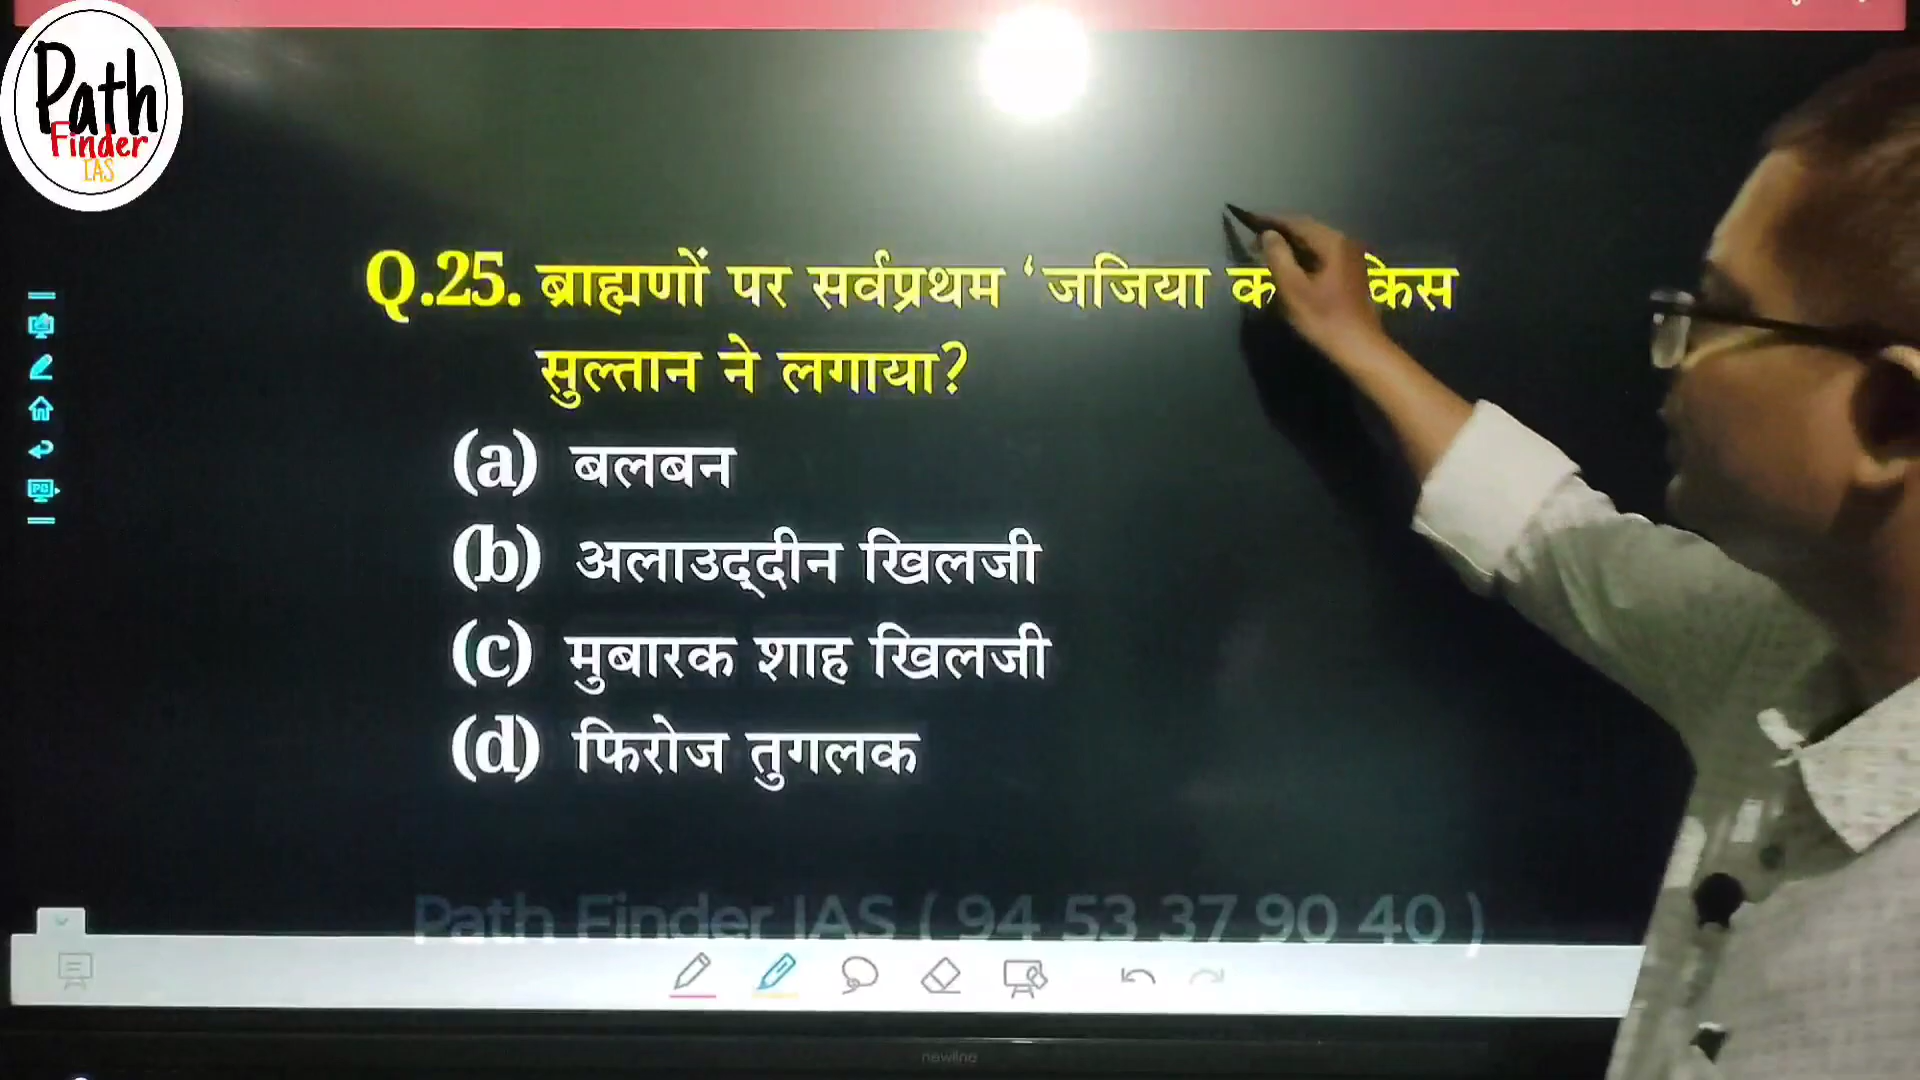 Path
Finder
IAS
Q.25. ब्राह्मणों पर सर्वप्रथम ‘जजिया
सुल्तान ने लगाया?
(a) बलबन
(b) अलाउद्दीन खिलजी
(c) मुबारक शाह खिलजी
(d) फिरोज तुगलक
Path Finder IAS ( 94 53 37 90 40 )
newline